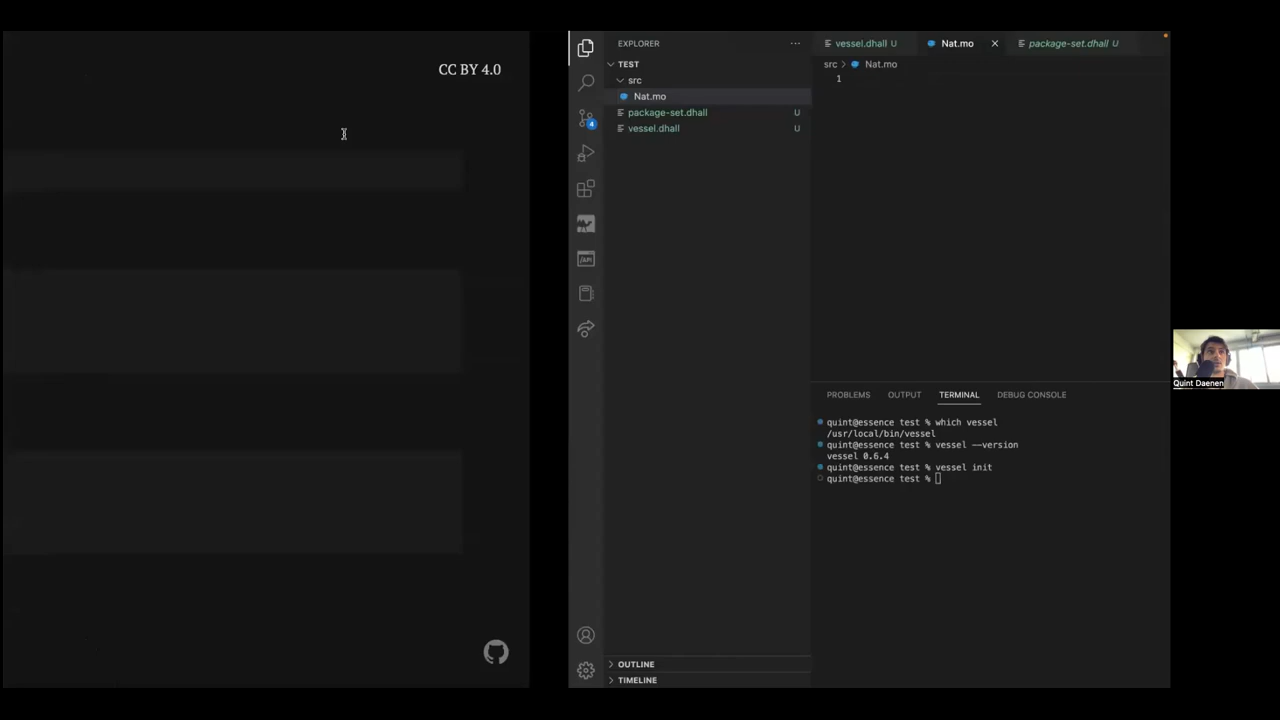 CC BY 4.0
EXPLORER
TEST
src
Nat.mo
package-set.dhall U
vessel.dhall U
4
/API
OUTLINE
TIMELINE
vessel.dhall U
Nat.mo
package-set.dhall U
src > Nat.mo
1
PROBLEMS OUTPUT TERMINAL DEBUG CONSOLE
quint@essence test % which vessel
/usr/local/bin/vessel
quint@essence test % vessel --version
vessel 0.6.4
quint@essence test % vessel init
quint@essence test %
Quint Daenen